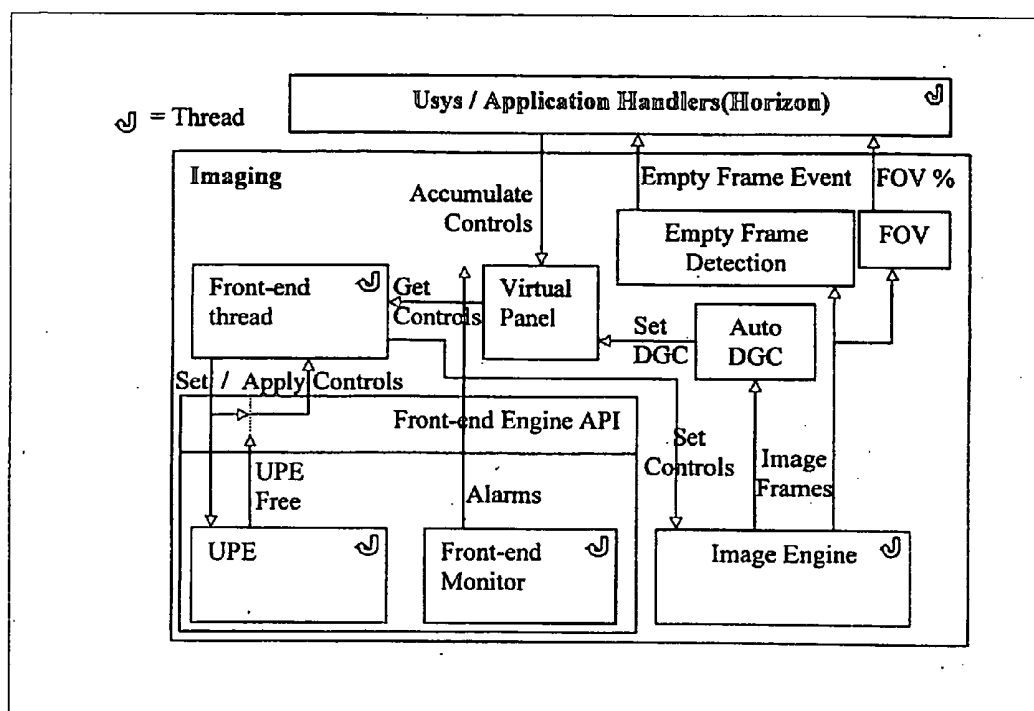 Usys / Application Handlers(Horizon)
= Thread
Imaging
Accumulate
Controls
Empty Frame Event
FOV %
Empty Frame
Detection
FOV
Front-end
thread
Get
Controls
Virtual
Panel
Set
DGC
Auto
DGC
Set / Apply Controls
Front-end Engine API
Set
Controls
Image
Frames
UPE
Free
Alarms
UPE
Front-end
Monitor
Image Engine